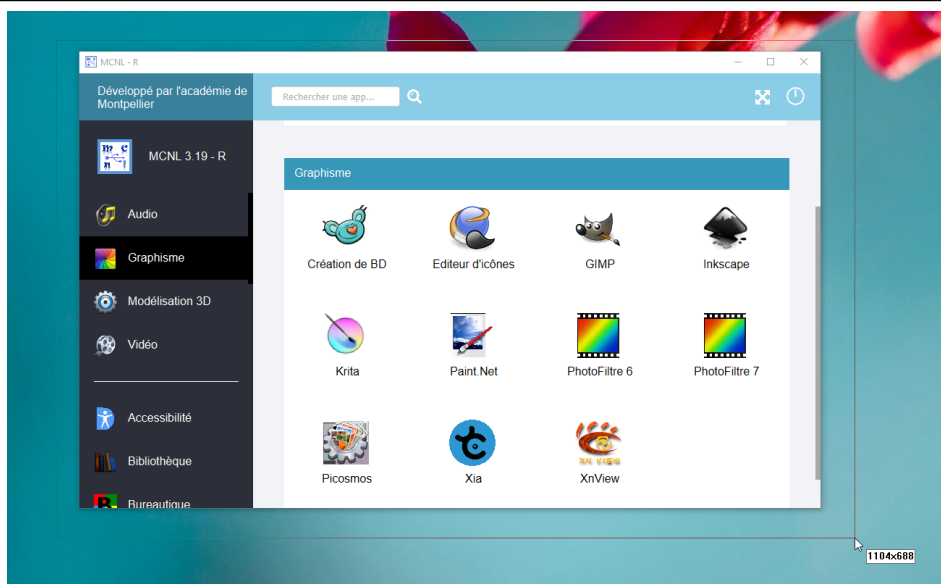 MCNL - R
Développé par l'académie de
Montpellier
Rechercher une app...
MCNL 3.19 - R
Audio
Graphisme
Modélisation 3D
Vidéo
Accessibilité
Bibliothèque
Bureautique
Graphisme
Création de BD
Editeur d'icônes
GIMP
Inkscape
Krita
Paint.Net
PhotoFiltre 6
PhotoFiltre 7
Picosmos
Xia
XN VIEW
XnView
1104x688